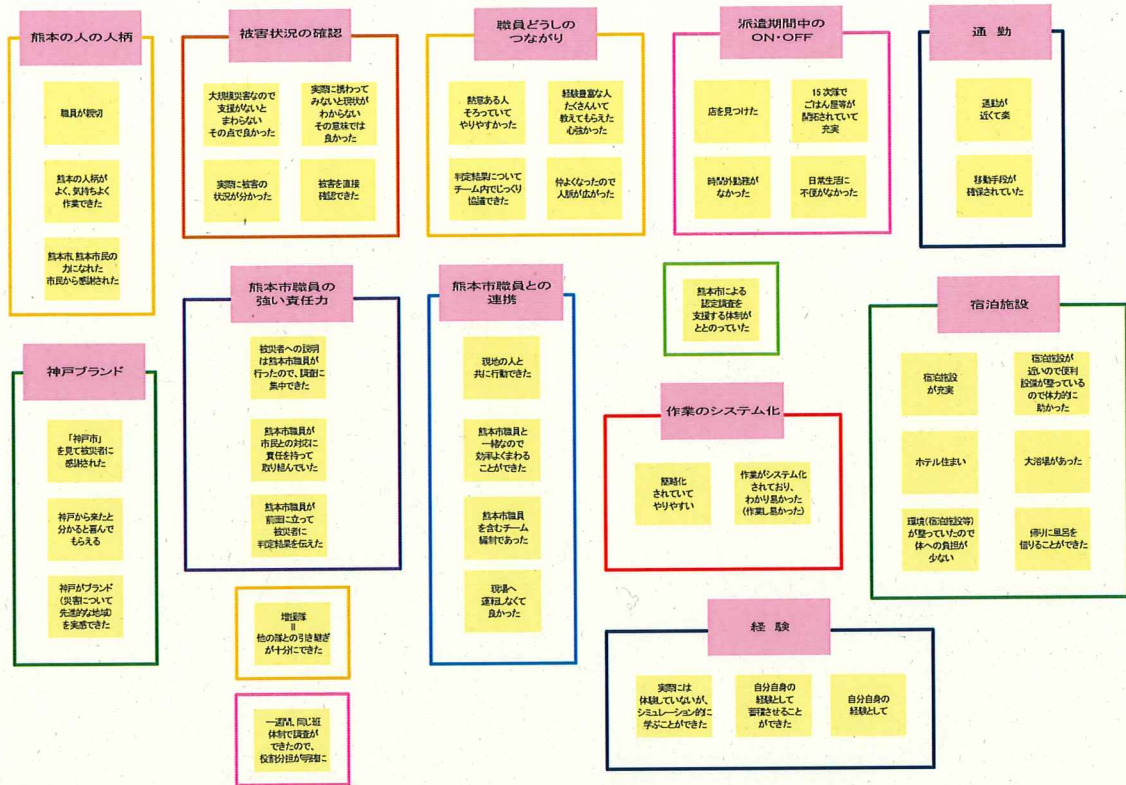 熊本の人の人柄
職員が親切
熊本の人柄が
よく、気持ちよく
作業できた
熊本市、熊本市民の
力になれた
市民から感謝された
被害状況の確認
大規模災害なので
支援がないと
まわらない
その点で良かった
実際に携わって
みないと現状が
わからない
その意味では
良かった
実際に被害の
状況が分かった
被害を直接
確認できた
職員どうしの
つながり
熱意ある人
そろっていて
やりやすかった
経験豊富な人
たくさんいて
教えてもらえた
心強かった
判定結果について
チーム内でじっくり
協議できた
仲よくなったので
人脈が広がった
派遣期間中の
ON・OFF
店を見つけた
15次隊で
ごはん屋等が
開拓されていて
充実
時間外勤務が
なかった
日常生活に
不便がなかった
通勤
通勤が
近くて楽
移動手段が
確保されていた
神戸ブランド
「神戸市」
を見て被災者に
感謝された
神戸から来たと
分かると喜んで
もらえる
神戸がブランド
(災害について
先進的な地域)
を実感できた
熊本市職員の
強い責任力
被災者への説明
は熊本市職員が
行ったので、調査に
集中できた
熊本市職員が
市民との対応に
責任を持って
取り組んでいた
熊本市職員が
前面に立って
被災者に
判定結果を伝えた
熊本市職員との
連携
現地の人と
共に行動できた
熊本市職員と
一緒なので
効率よくまわる
ことができた
熊本市職員
を含むチーム
編制であった
現場へ
運転しなくて
良かった
熊本市による
認定調査を
支援する体制が
ととのっていた
作業のシステム化
簡略化
されていて
やりやすい
作業がシステム化
されており、
わかり易かった
(作業し易かった)
宿泊施設
宿泊施設
が充実
宿泊施設が
近いので便利
設備が整っている
ので体力的に
助かった
ホテル住まい
大浴場があった
環境(宿泊施設等)
が整っていたので
体への負担が
少ない
帰りに風呂を
借りることができた
増援隊
=
他の隊との引き継ぎ
が十分にできた
一週間、同じ班
体制で調査が
できたので、
役割分担が明確に
経験
実際には
体験していないが、
シミュレーション的に
学ぶことができた
自分自身の
経験として
蓄積させること
ができた
自分自身の
経験として